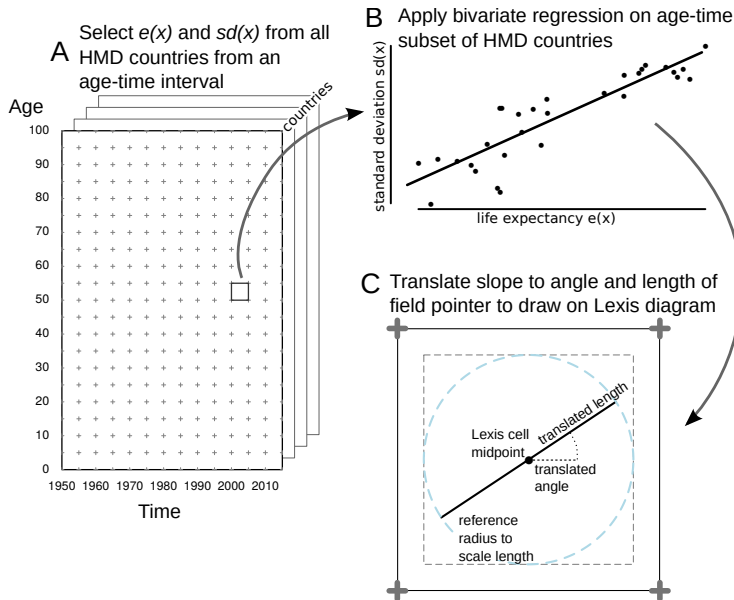 A
Select e(x) and sd(x) from all
HMD countries from an
age-time interval
Age
countries
100
90
80
70
60
50
40
30
20
10
0
1950 1960 1970 1980 1990 2000 2010
Time
B
Apply bivariate regression on age-time
subset of HMD countries
standard deviation sd(x)
life expectancy e(x)
C
Translate slope to angle and length of
field pointer to draw on Lexis diagram
translated length
Lexis cell
midpoint
translated
angle
reference
radius to
scale length